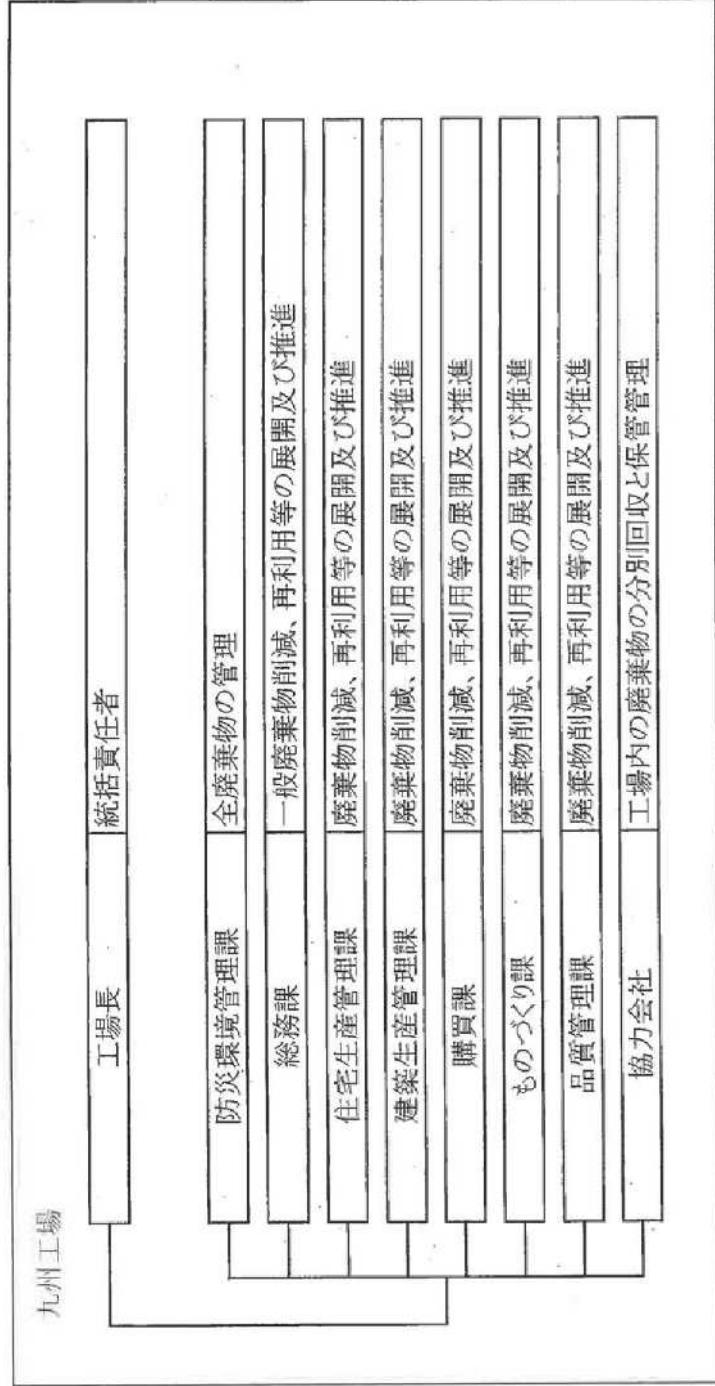 九州工場
工場長 統括責任者
防災環境管理課 全廃棄物の管理
総務課 一般廃棄物削減、再利用等の展開及び推進
住宅生産管理課 廃棄物削減、再利用等の展開及び推進
建築生産管理課 廃棄物削減、再利用等の展開及び推進
購買課 廃棄物削減、再利用等の展開及び推進
ものづくり課 廃棄物削減、再利用等の展開及び推進
品質管理課 廃棄物削減、再利用等の展開及び推進
協力会社 工場内の廃棄物の分別回収と保管管理